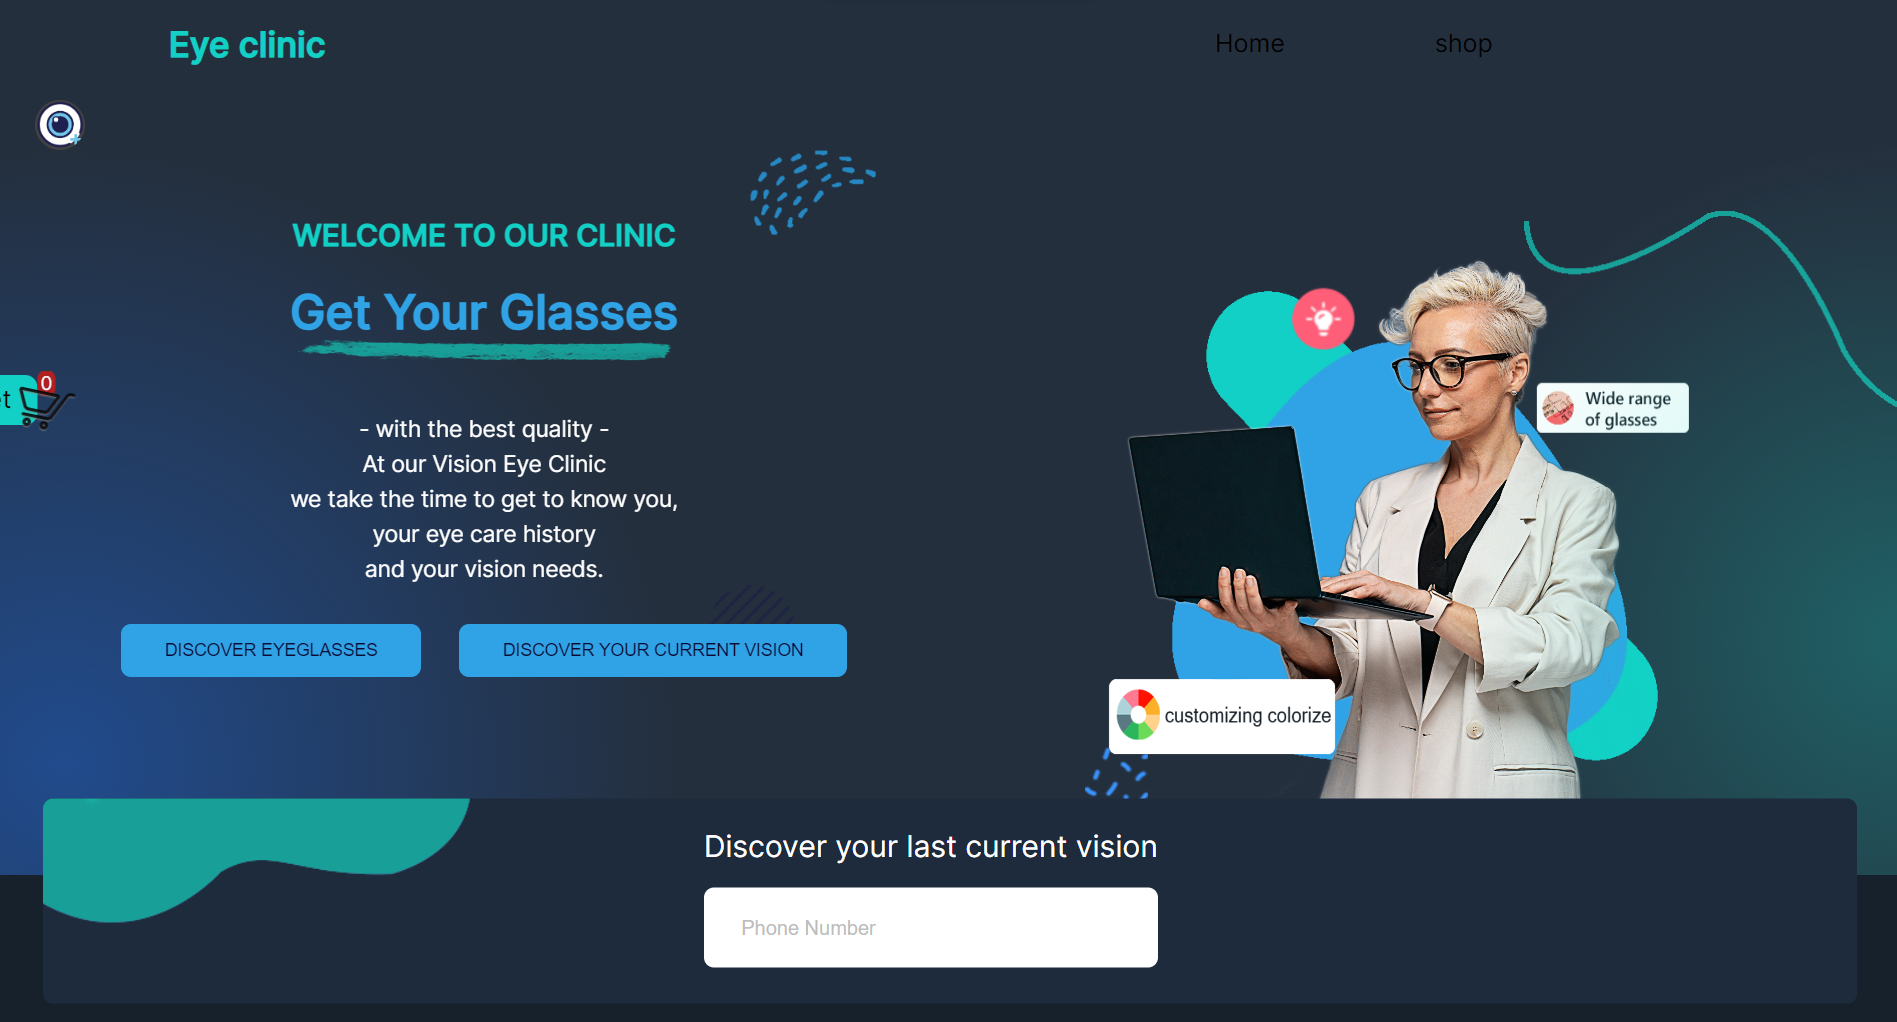 Eye clinic
Home
shop
WELCOME TO OUR CLINIC
Get Your Glasses
0
- with the best quality -
At our Vision Eye Clinic
we take the time to get to know you,
your eye care history
and your vision needs.
DISCOVER EYEGLASSES
DISCOVER YOUR CURRENT VISION
Wide range
of glasses
customizing colorize
Discover your last current vision
Phone Number